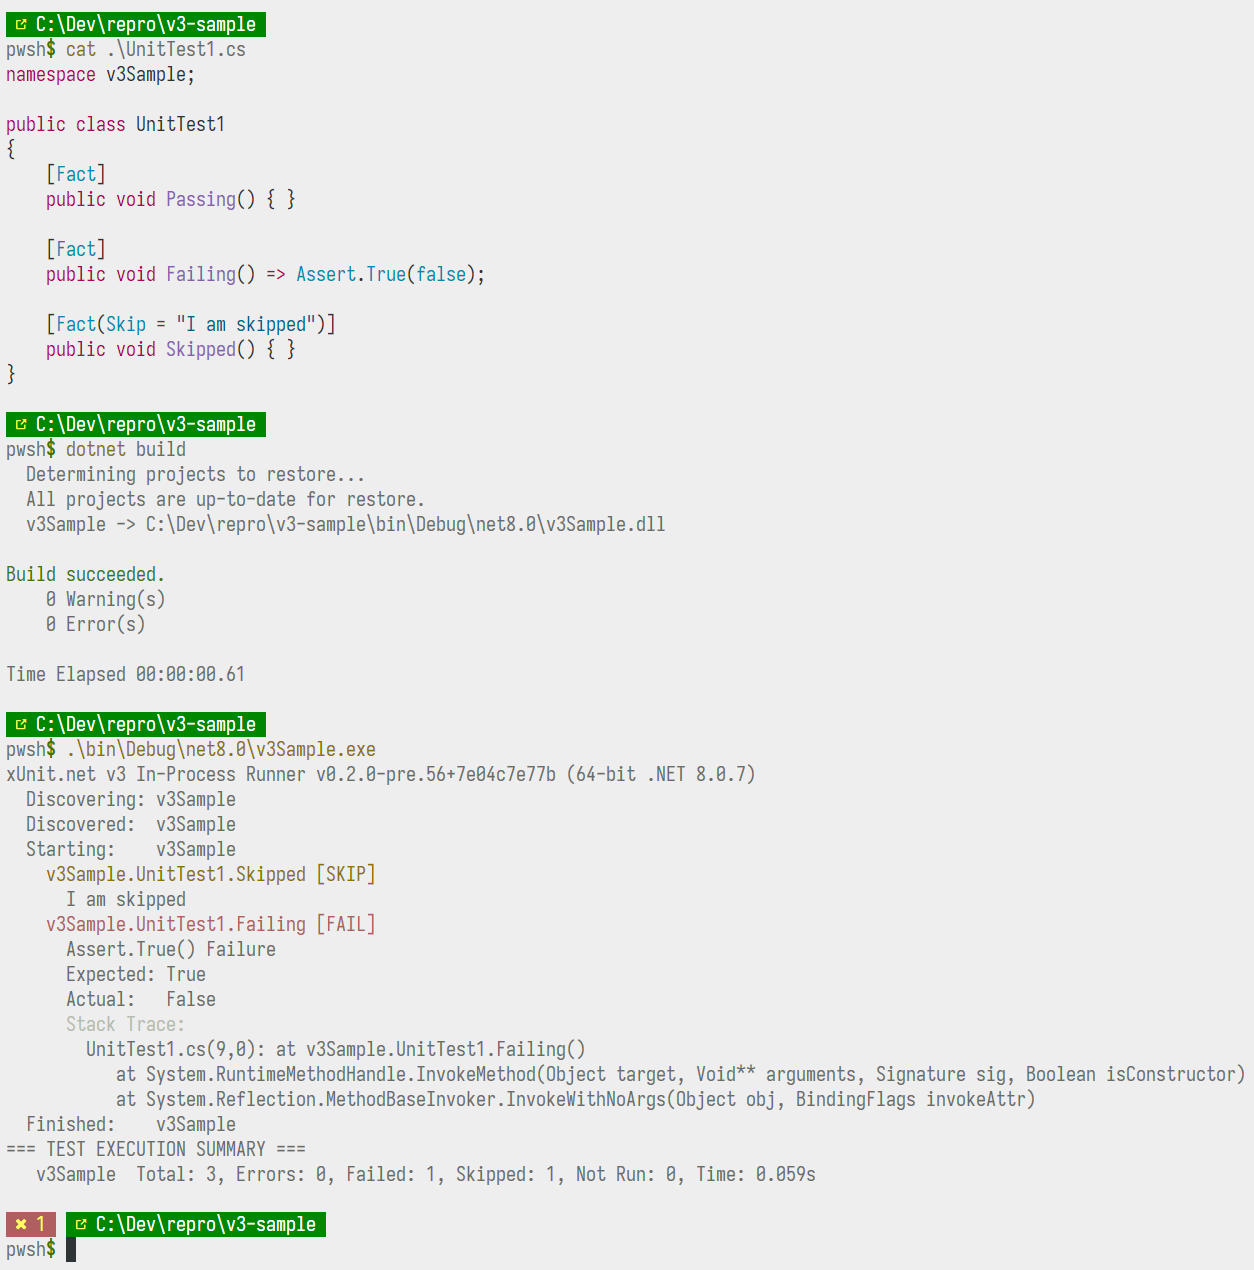 C:\Dev\repro\v3-sample
pwsh$ cat .\UnitTest1.cs
namespace v3Sample;

public class UnitTest1
{
    [Fact]
    public void Passing() { }

    [Fact]
    public void Failing() => Assert.True(false);

    [Fact(Skip = "I am skipped")]
    public void Skipped() { }
}

C:\Dev\repro\v3-sample
pwsh$ dotnet build
  Determining projects to restore...
  All projects are up-to-date for restore.
  v3Sample -> C:\Dev\repro\v3-sample\bin\Debug\net8.0\v3Sample.dll

Build succeeded.
    0 Warning(s)
    0 Error(s)

Time Elapsed 00:00:00.61

C:\Dev\repro\v3-sample
pwsh$ .\bin\Debug\net8.0\v3Sample.exe
xUnit.net v3 In-Process Runner v0.2.0-pre.56+7e04c7e77b (64-bit .NET 8.0.7)
  Discovering: v3Sample
  Discovered:  v3Sample
  Starting:    v3Sample
    v3Sample.UnitTest1.Skipped [SKIP]
      I am skipped
    v3Sample.UnitTest1.Failing [FAIL]
      Assert.True() Failure
      Expected: True
      Actual:   False
      Stack Trace:
        UnitTest1.cs(9,0): at v3Sample.UnitTest1.Failing()
           at System.RuntimeMethodHandle.InvokeMethod(Object target, Void** arguments, Signature sig, Boolean isConstructor)
           at System.Reflection.MethodBaseInvoker.InvokeWithNoArgs(Object obj, BindingFlags invokeAttr)
  Finished:    v3Sample
=== TEST EXECUTION SUMMARY ===
   v3Sample  Total: 3, Errors: 0, Failed: 1, Skipped: 1, Not Run: 0, Time: 0.059s

✖ 1  C:\Dev\repro\v3-sample
pwsh$